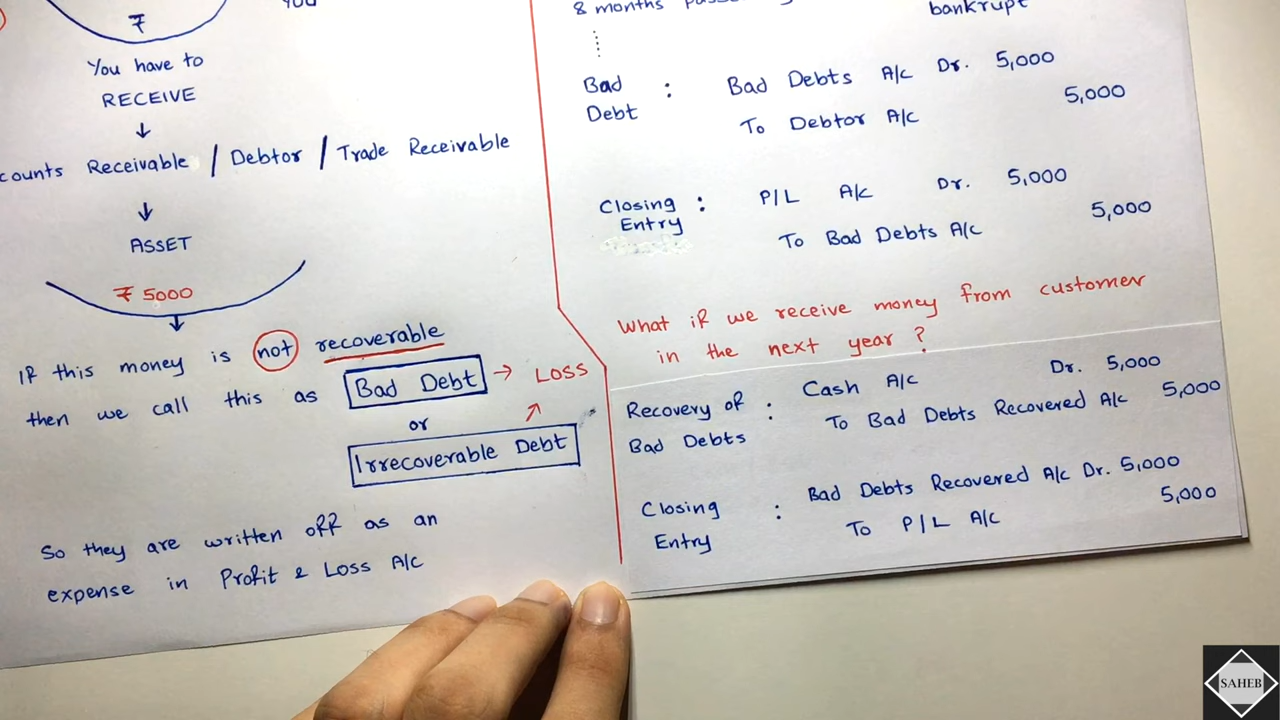 ₹
You
You have to
RECEIVE
counts Receivable / Debtor / Trade Receivable
ASSET
₹ 5000
If this money is not recoverable
then we call this as Bad Debt → LOSS
or
Irrecoverable Debt
So they are written off as an
expense in Profit & Loss A/c
8 months
bankrupt
Bad Debt : Bad Debts A/c Dr. 5,000
To Debtor A/c 5,000
Closing Entry : P/L A/c Dr. 5,000
To Bad Debts A/c 5,000
What if we receive money from customer
in the next year ?
Recovery of Bad Debts : Cash A/c Dr. 5,000
To Bad Debts Recovered A/c 5,000
Closing Entry : Bad Debts Recovered A/c Dr. 5,000
To P/L A/c 5,000
SAHEB